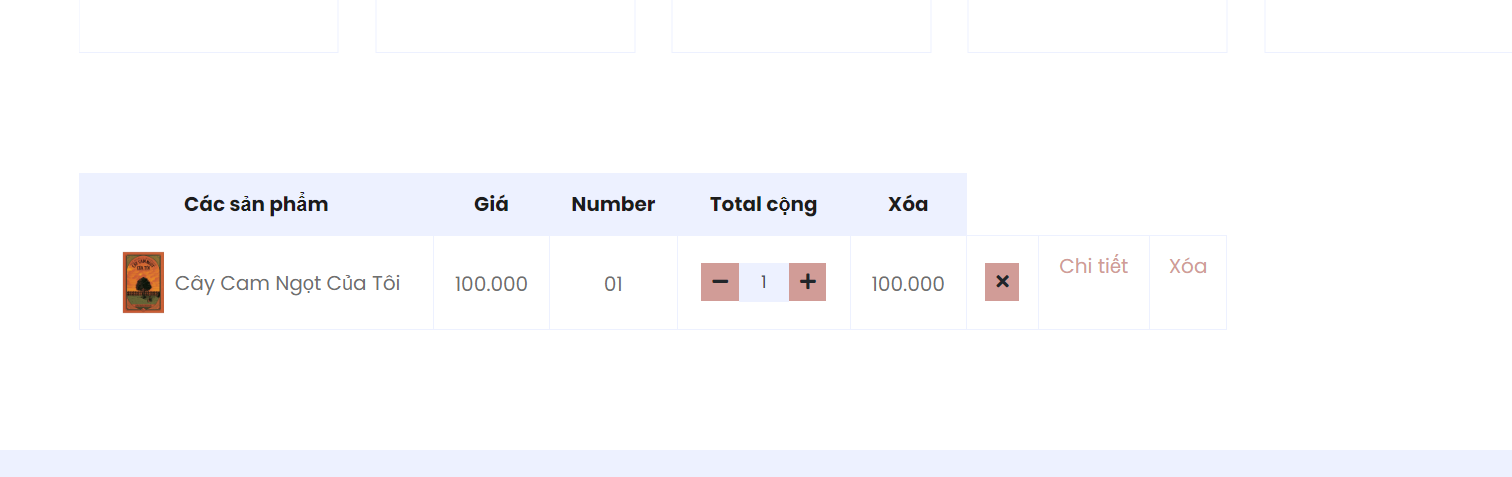 Các sản phẩm Giá Number Total cộng Xóa
Cây Cam Ngọt Của Tôi 100.000 01 1 100.000 Chi tiết Xóa